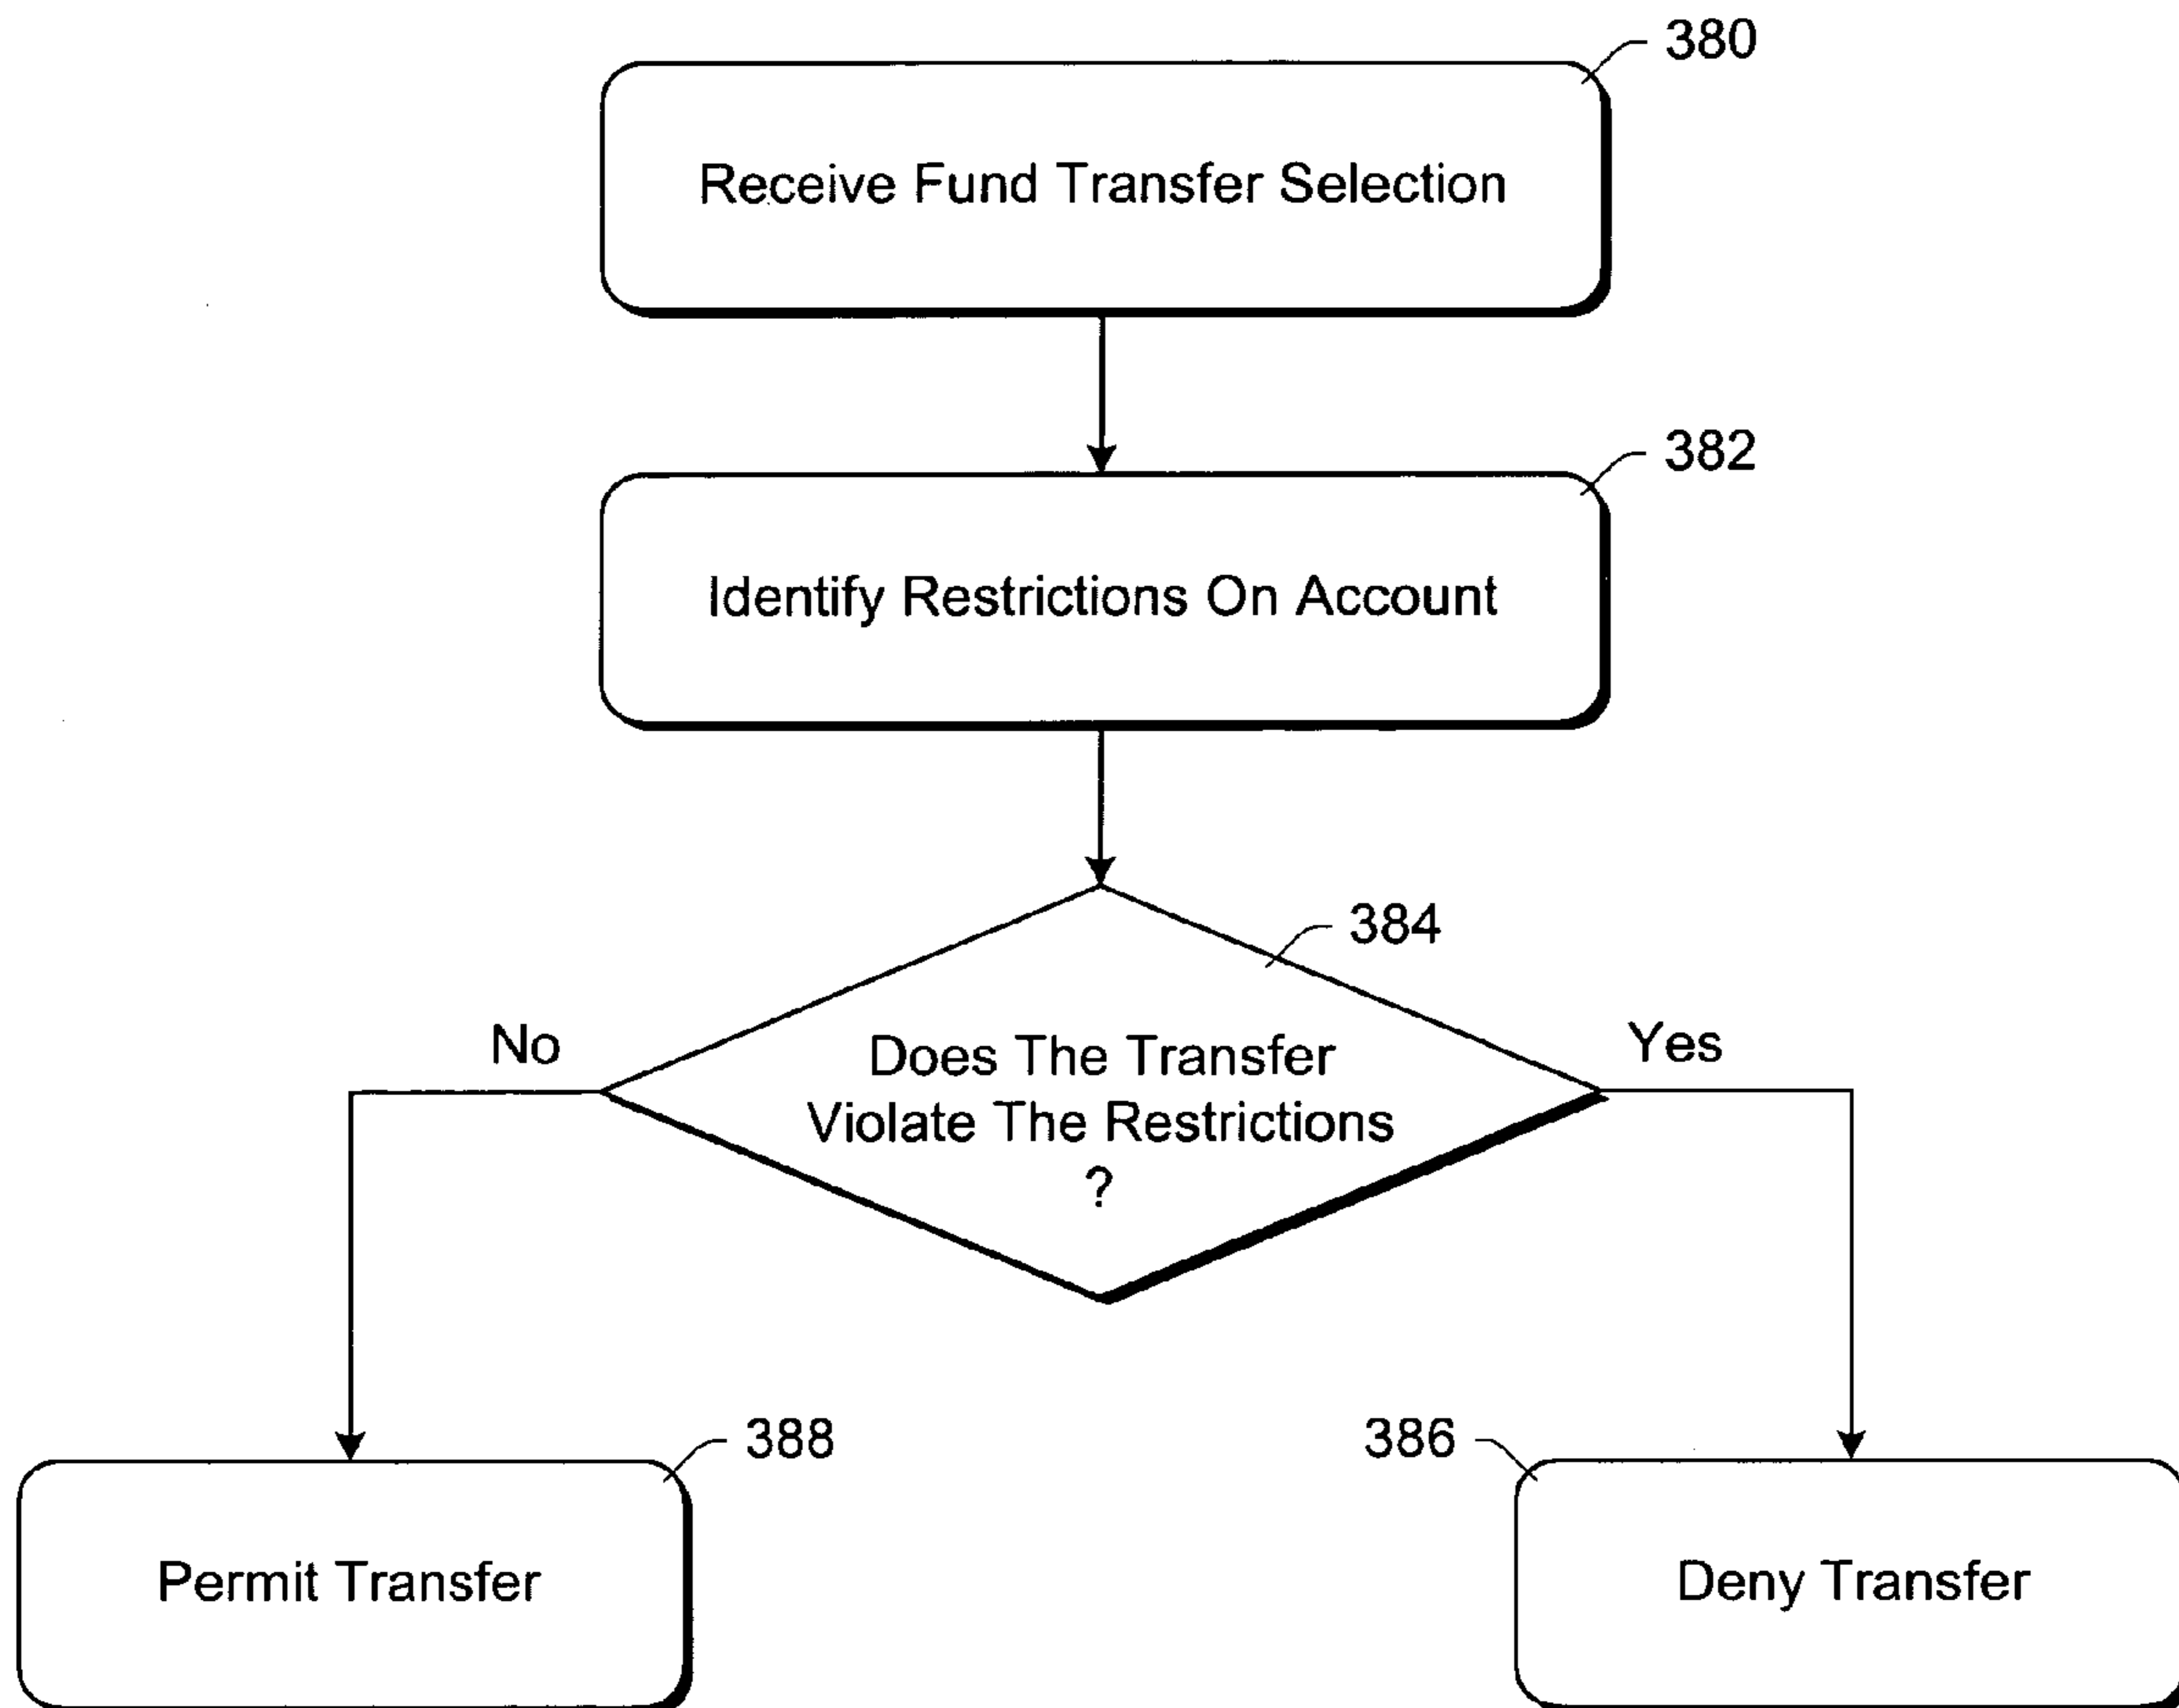 380
Receive Fund Transfer Selection
382
Identify Restrictions On Account
384
Does The Transfer
Violate The Restrictions
?
No
Yes
388
Permit Transfer
386
Deny Transfer